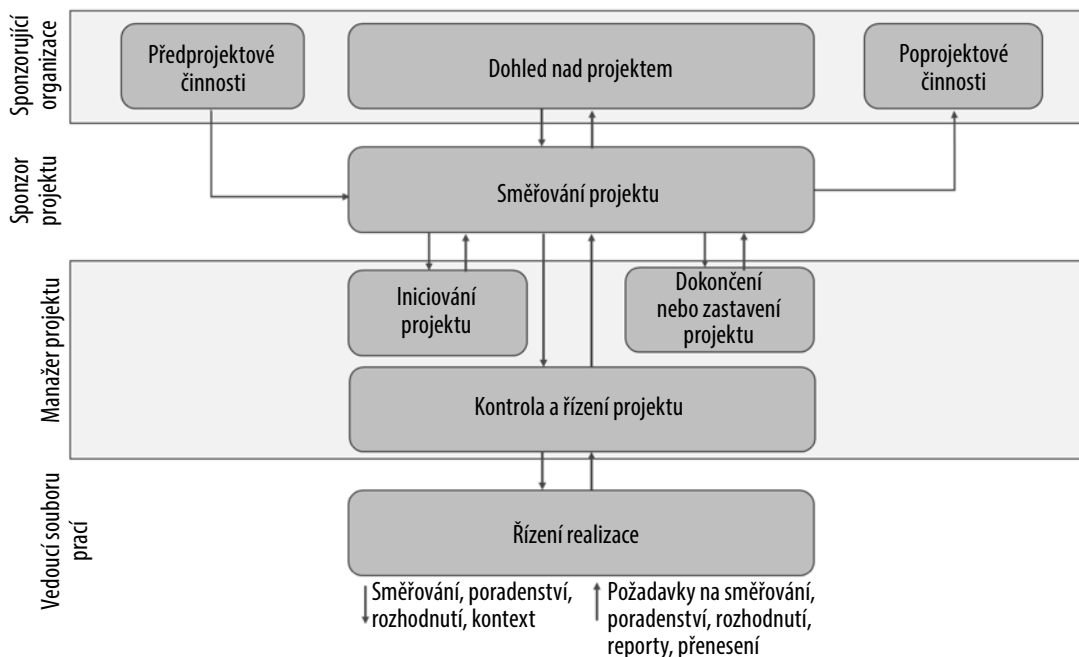 Sponzorující
organizace
Předprojektové
činnosti
Dohled nad projektem
Poprojektové
činnosti
Sponzor
projektu
Směřování projektu
Manažer projektu
Iniciování
projektu
Dokončení
nebo zastavení
projektu
Kontrola a řízení projektu
Vedoucí souboru
prací
Řízení realizace
Směřování, poradenství,
rozhodnutí, kontext
Požadavky na směřování,
poradenství, rozhodnutí,
reporty, přenesení